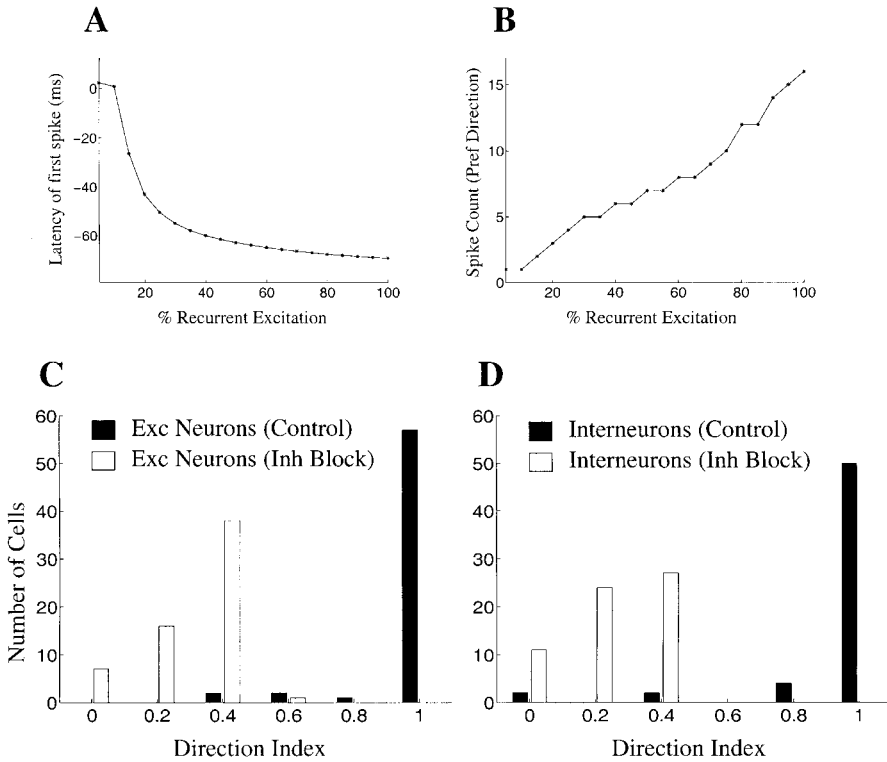 A
B
Latency of first spike (ms)
0
−20
−40
−60
20 40 60 80 100
% Recurrent Excitation
Spike Count (Pref Direction)
15
10
5
0
20 40 60 80 100
% Recurrent Excitation
C
D
Number of Cells
60
50
40
30
20
10
0
Exc Neurons (Control)
Exc Neurons (Inh Block)
0 0.2 0.4 0.6 0.8 1
Direction Index
60
50
40
30
20
10
0
Interneurons (Control)
Interneurons (Inh Block)
0 0.2 0.4 0.6 0.8 1
Direction Index